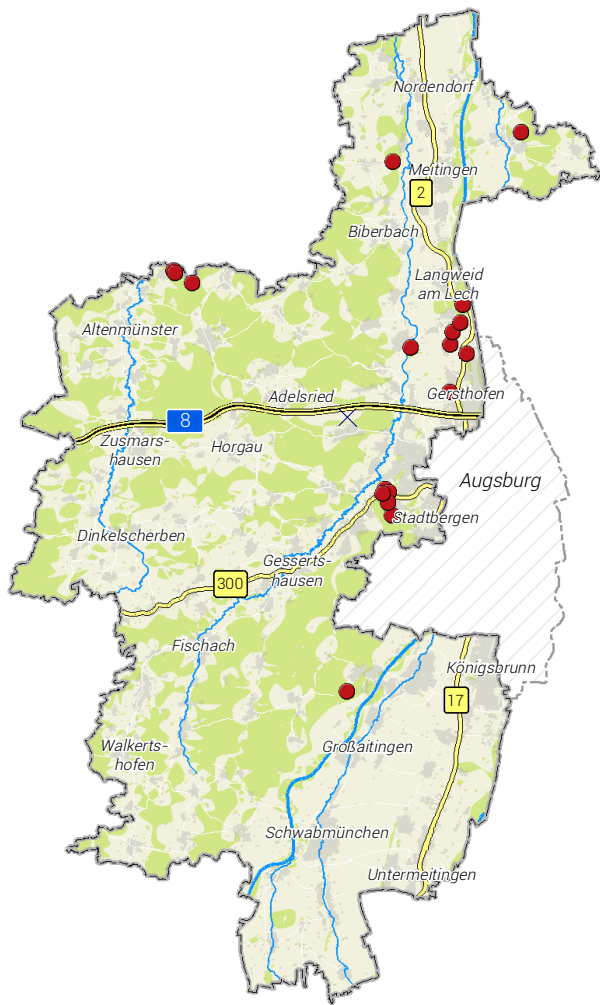 Nordendorf
Meitingen
2
Biberbach
Langweid
am Lech
Altenmünster
Adelsried
Gersthofen
8
Zusmars-
hausen
Horgau
Augsburg
Stadtbergen
Dinkelscherben
Gesserts-
hausen
300
Fischach
Königsbrunn
17
Walkerts-
hofen
Großaitingen
Schwabmünchen
Untermeitingen